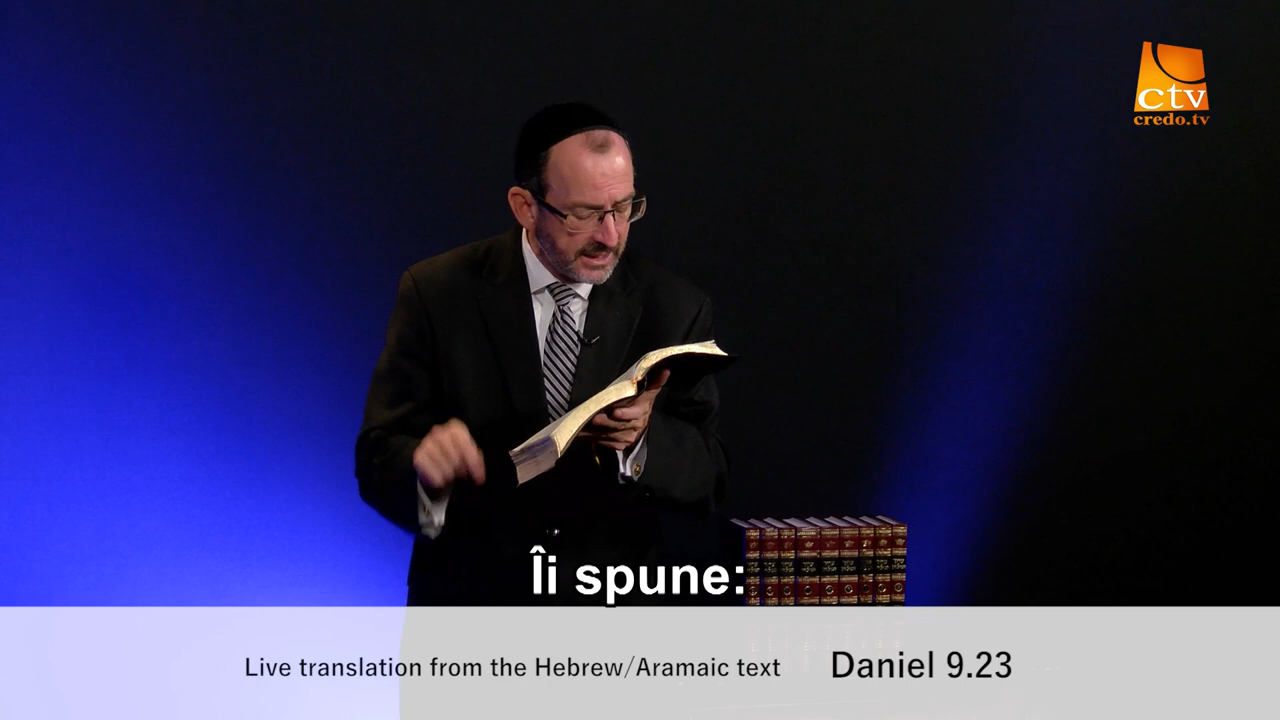 ctv
credo.tv
Îi spune:
Live translation from the Hebrew/Aramaic text
Daniel 9.23